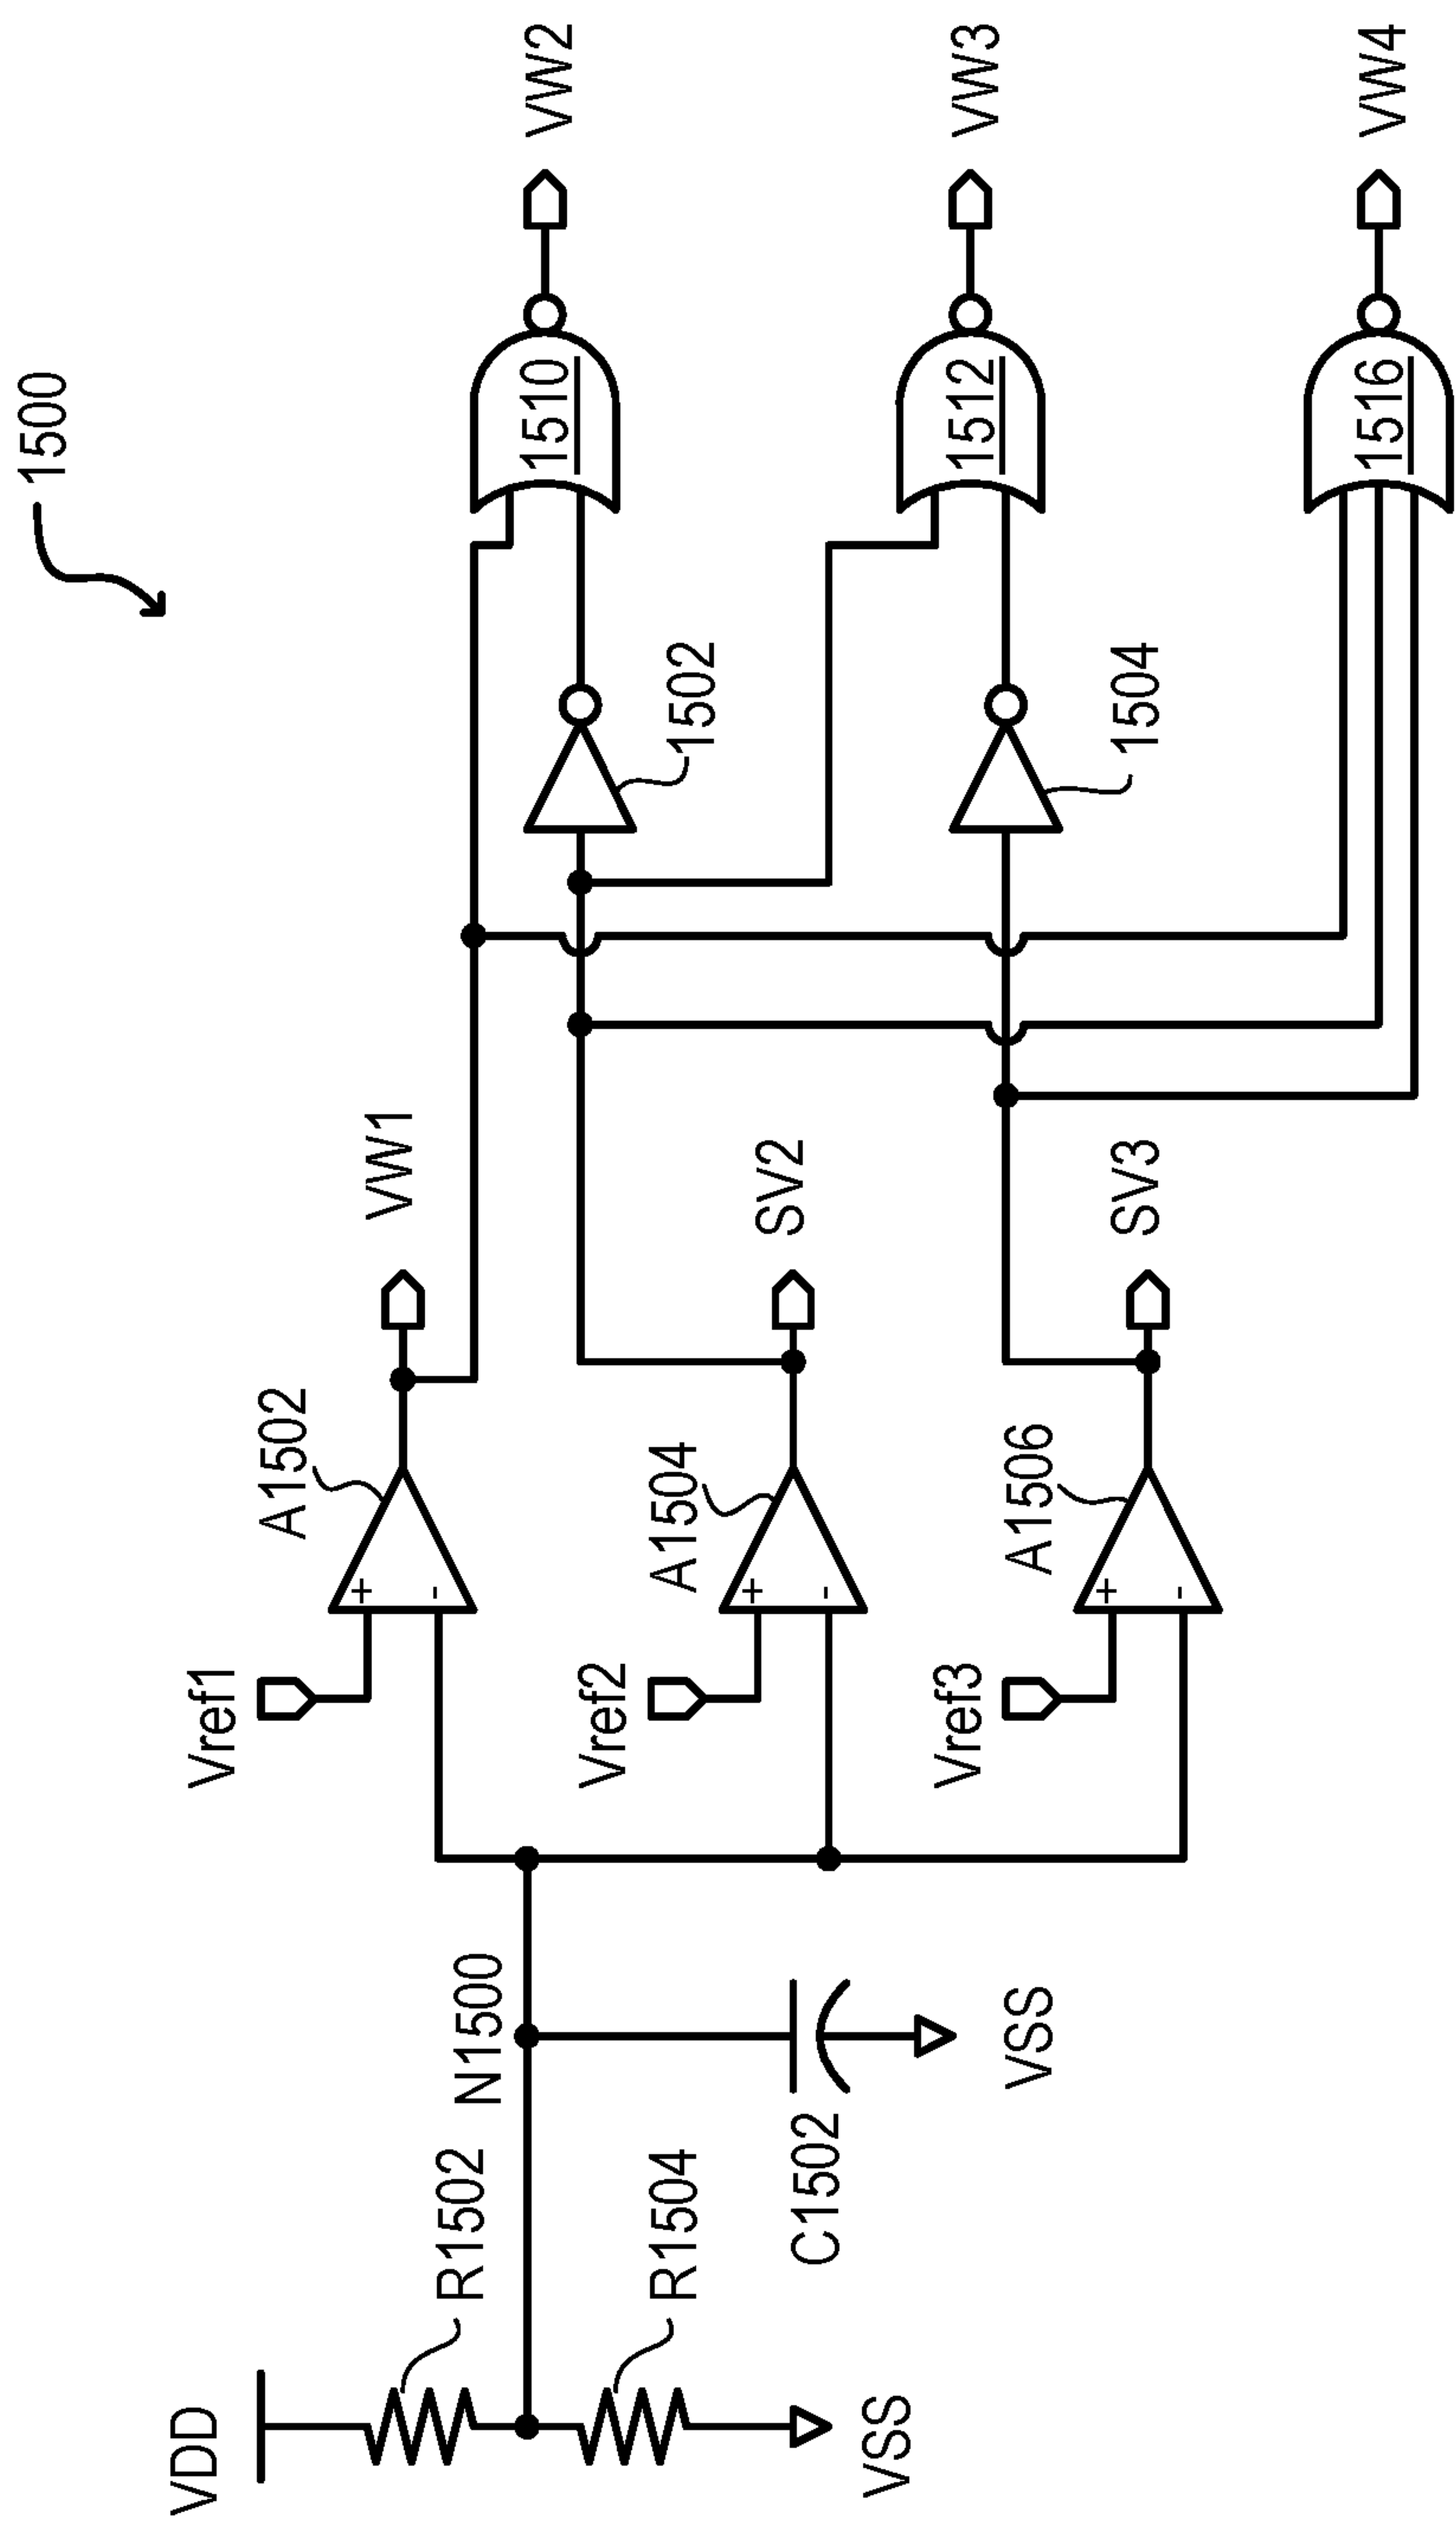 1500
VDD
R1502
R1504
VSS
N1500
C1502
VSS
Vref1
+
-
A1502
VW1
Vref2
+
-
A1504
SV2
Vref3
+
-
A1506
SV3
1502
1504
1510
VW2
1512
VW3
1516
VW4